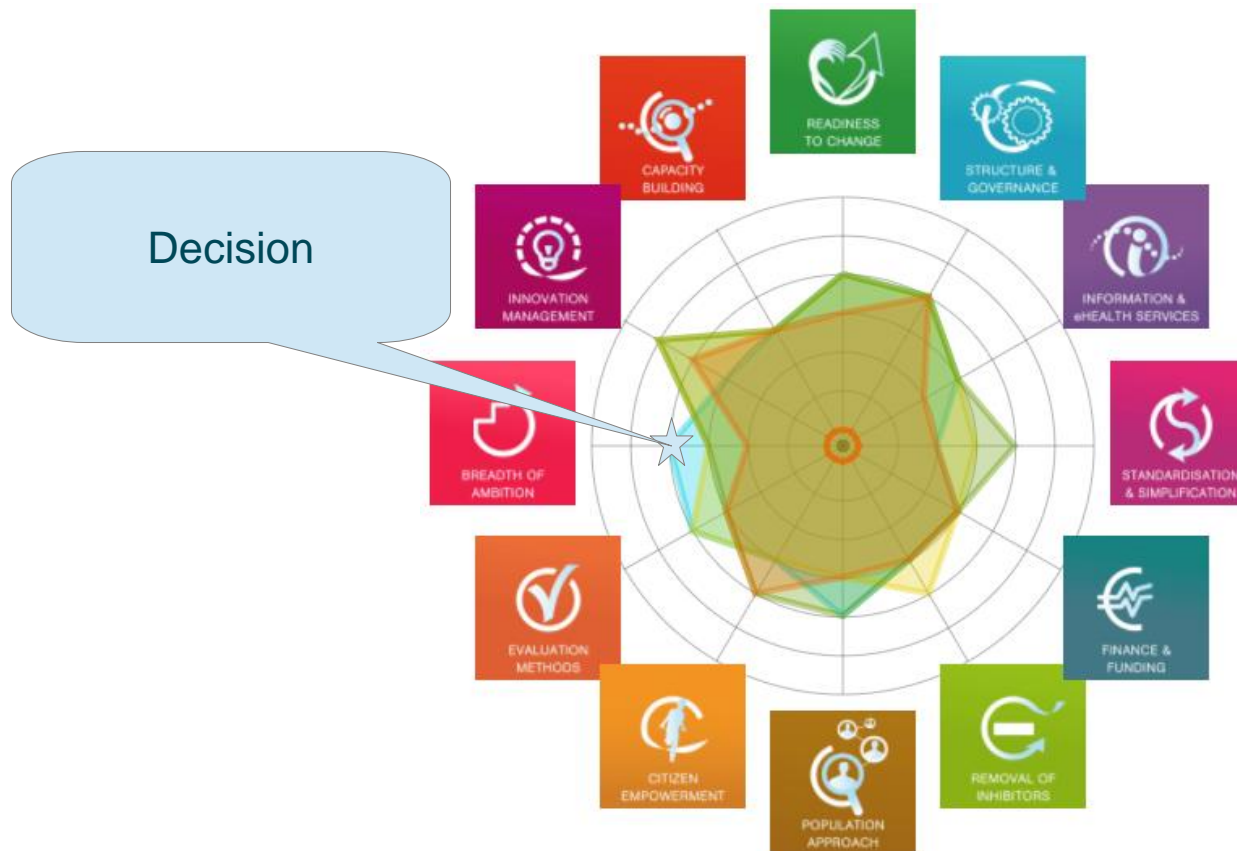 READINESS
TO CHANGE
STRUCTURE &
GOVERNANCE
INFORMATION &
eHEALTH SERVICES
STANDARDISATION
& SIMPLIFICATION
FINANCE &
FUNDING
REMOVAL OF
INHIBITORS
POPULATION
APPROACH
CITIZEN
EMPOWERMENT
EVALUATION
METHODS
BREADTH OF
AMBITION
INNOVATION
MANAGEMENT
CAPACITY
BUILDING
Decision